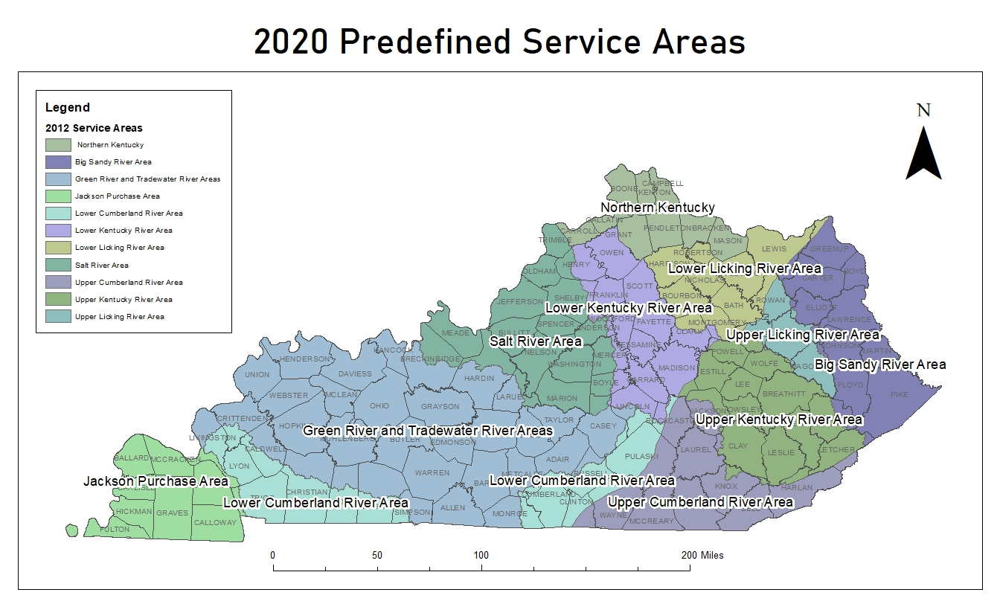 2020 Predefined Service Areas
Legend
2012 Service Areas
Northern Kentucky
Big Sandy River Area
Green River and Tradewater River Areas
Jackson Purchase Area
Lower Cumberland River Area
Lower Kentucky River Area
Lower Licking River Area
Salt River Area
Upper Cumberland River Area
Upper Kentucky River Area
Upper Licking River Area
N
CAMPBELL
BOONE
KENTON
Northern Kentucky
GALLATIN
CARROLL
PENDLETON
BRACKEN
GRANT
TRIMBLE
MASON
LEWIS
GREENUP
OWEN
ROBERTSON
HENRY
HARRISON
Lower Licking River Area
OLDHAM
BOYD
CARTER
NICHOLAS
SCOTT
SHELBY
FRANKLIN
BOURBON
JEFFERSON
ROWAN
BATH
ELLIOTT
Lower Kentucky River Area
WOODFORD
FAYETTE
LAWRENCE
SPENCER
ANDERSON
MONTGOMERY
MEADE
BULLITT
CLARK
Upper Licking River Area
Salt River Area
JESSAMINE
JOHNSON
MARTIN
NELSON
POWELL
HANCOCK
MERCER
HENDERSON
BRECKINRIDGE
WASHINGTON
WOLFE
Big Sandy River Area
MADISON
ESTILL
UNION
DAVIESS
HARDIN
BOYLE
GARRARD
LEE
FLOYD
WEBSTER
MCLEAN
LARUE
MARION
BREATHITT
PIKE
OHIO
GRAYSON
LINCOLN
JACKSON
OWSLEY
CRITTENDEN
TAYLOR
CASEY
ROCKCASTLE
Upper Kentucky River Area
HOPKINS
Green River and Tradewater River Areas
LIVINGSTON
MUHLENBERG
BUTLER
EDMONSON
CALDWELL
CLAY
LAUREL
LESLIE
LETCHER
BALLARD
MCCRACKEN
PULASKI
ADAIR
LYON
WARREN
METCALFE
RUSSELL
Jackson Purchase Area
Lower Cumberland River Area
CARLISLE
KNOX
HARLAN
CHRISTIAN
CUMBERLAND
Lower Cumberland River Area
CLINTON
Upper Cumberland River Area
HICKMAN
GRAVES
SIMPSON
ALLEN
MONROE
WAYNE
MCCREARY
CALLOWAY
FULTON
0 50 100 200 Miles